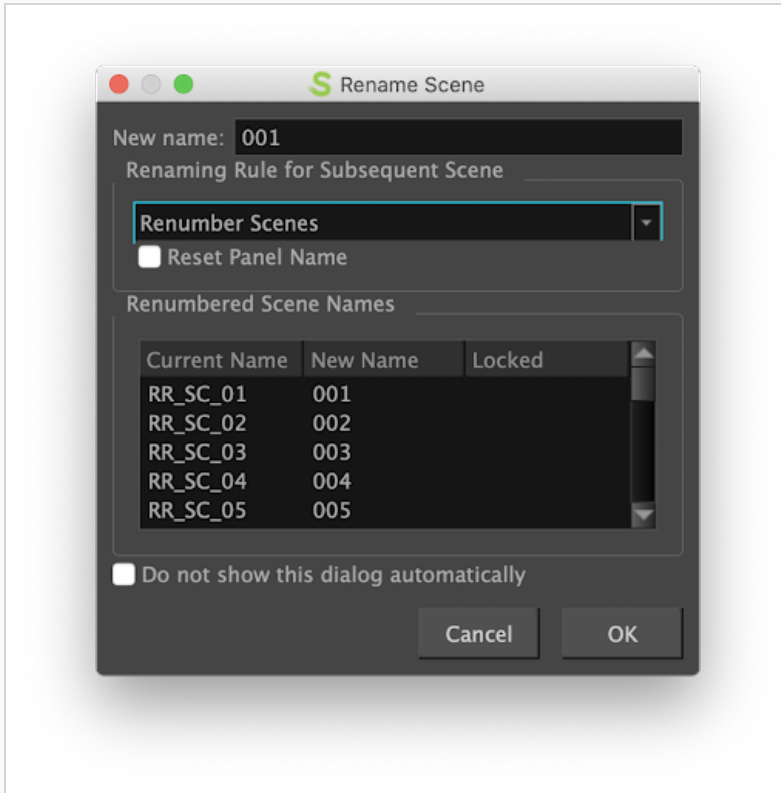 Rename Scene
New name: 001
Renaming Rule for Subsequent Scene
Renumber Scenes
Reset Panel Name
Renumbered Scene Names
Current Name New Name Locked
RR_SC_01 001
RR_SC_02 002
RR_SC_03 003
RR_SC_04 004
RR_SC_05 005
Do not show this dialog automatically
Cancel OK